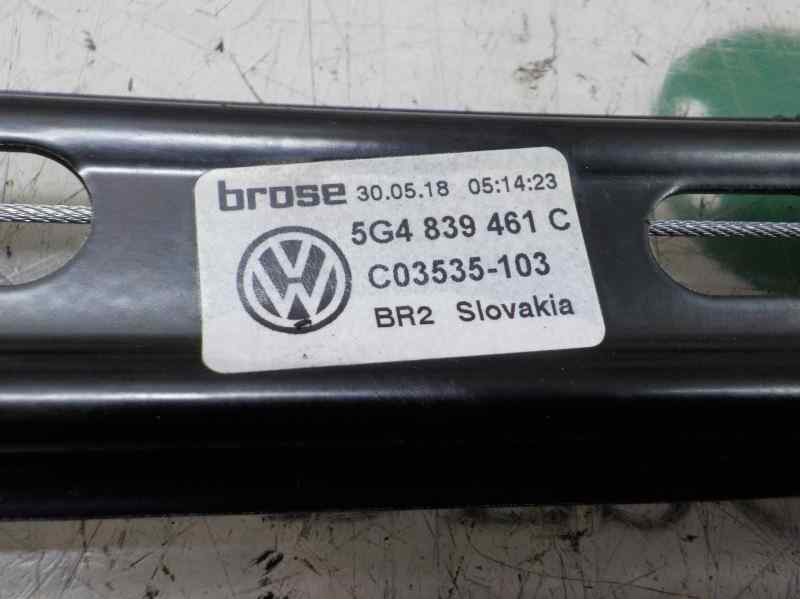 brose 30.05.18 05:14:23
5G4 839 461 C
C03535-103
BR2 Slovakia